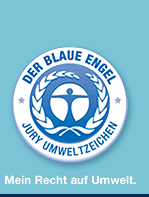 DER BLAUE ENGEL
JURY UMWELTZEICHEN
Mein Recht auf Umwelt.